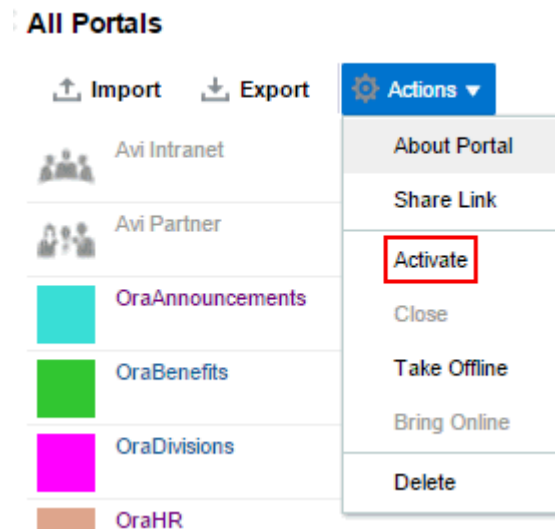 All Portals
Import Export Actions
Avi Intranet
Avi Partner
OraAnnouncements
OraBenefits
OraDivisions
OraHR
About Portal
Share Link
Activate
Close
Take Offline
Bring Online
Delete